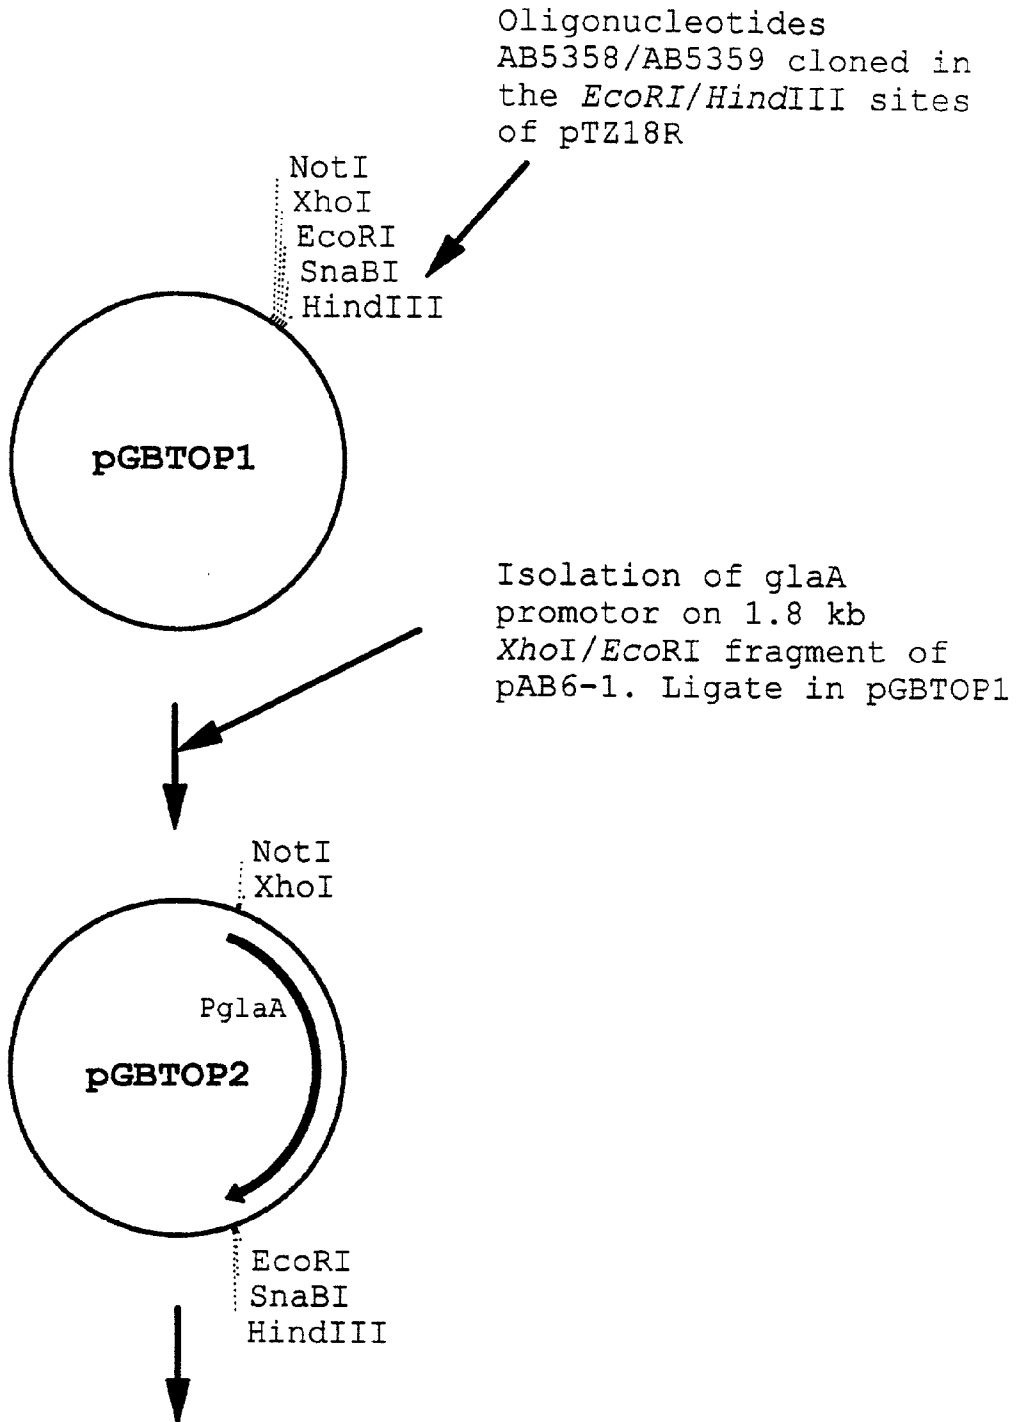 Oligonucleotides
AB5358/AB5359 cloned in
the EcoRI/HindIII sites
of pTZ18R
NotI
XhoI
EcoRI
SnaBI
HindIII
pGBTOP1
Isolation of glaA
promotor on 1.8 kb
XhoI/EcoRI fragment of
pAB6-1. Ligate in pGBTOP1
NotI
XhoI
PglaA
pGBTOP2
EcoRI
SnaBI
HindIII